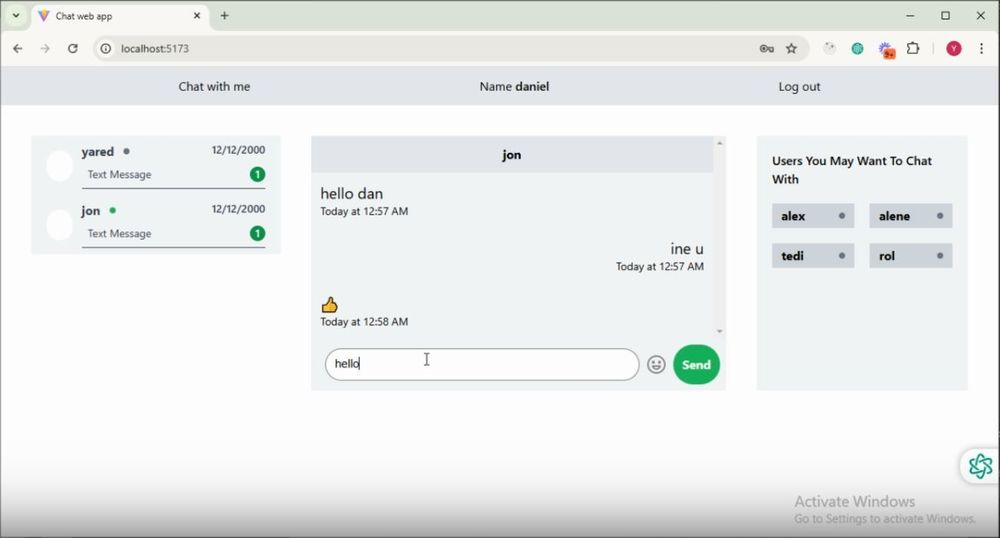 Chat web app
localhost:5173
9+
Y
Chat with me
Name daniel
Log out
yared
12/12/2000
Text Message
1
jon
12/12/2000
Text Message
1
jon
hello dan
Today at 12:57 AM
ine u
Today at 12:57 AM
👍
Today at 12:58 AM
hello
Send
Users You May Want To Chat
With
alex
alene
tedi
rol
Activate Windows
Go to Settings to activate Windows.